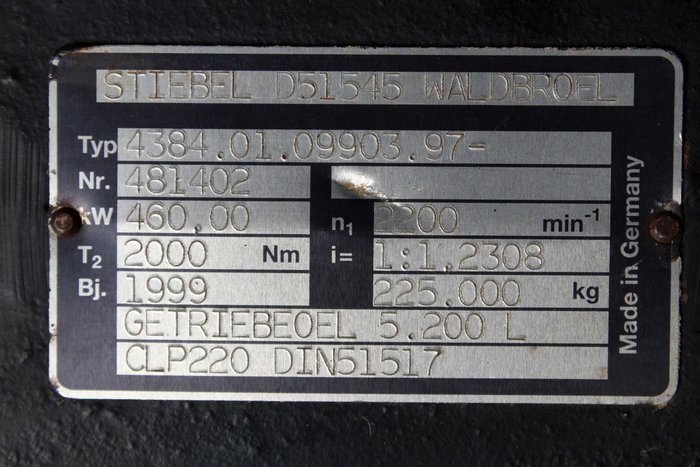 STIEBEL D51545 WALDBROEL
Typ 4384.01.09903.97-
Nr. 481402
kW 460.00 n1 2200 min-1
T2 2000 Nm i= 1:1.2308
Bj. 1999 225.000 kg
GETRIEBEOEL 5.200 L
CLP220 DIN51517
Made in Germany